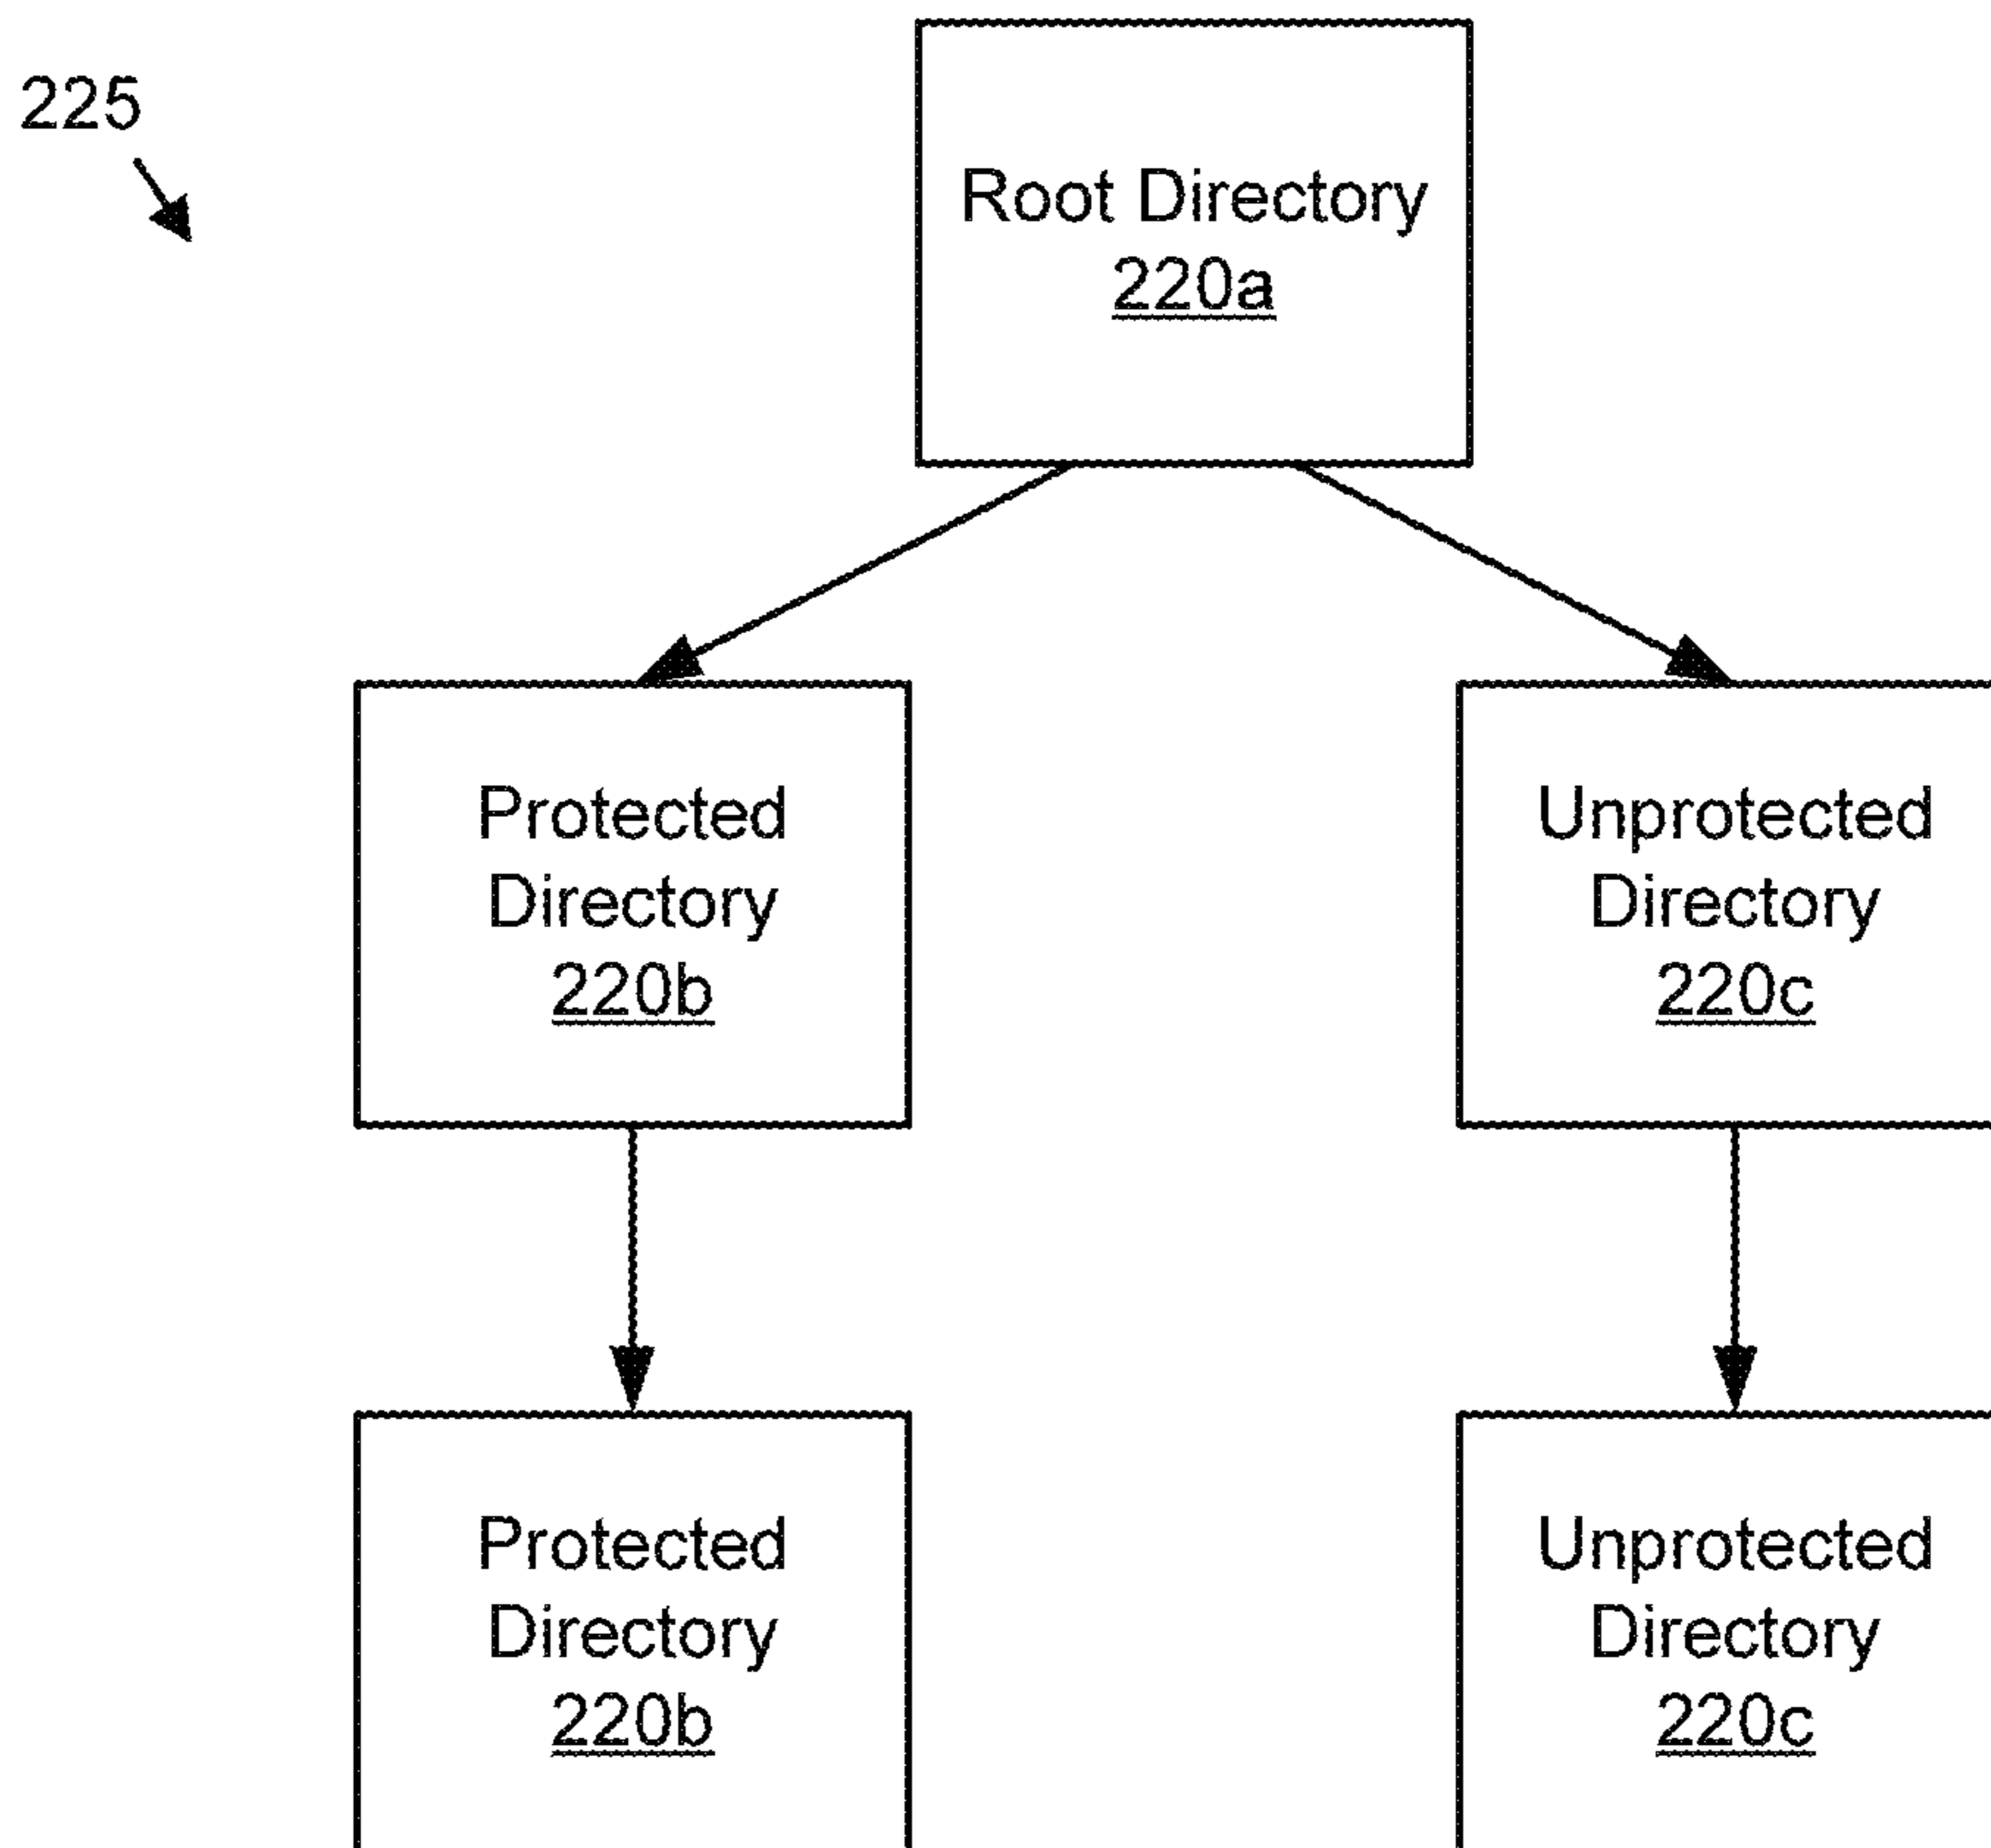 225
Root Directory
220a
Protected
Directory
220b
Unprotected
Directory
220c
Protected
Directory
220b
Unprotected
Directory
220c